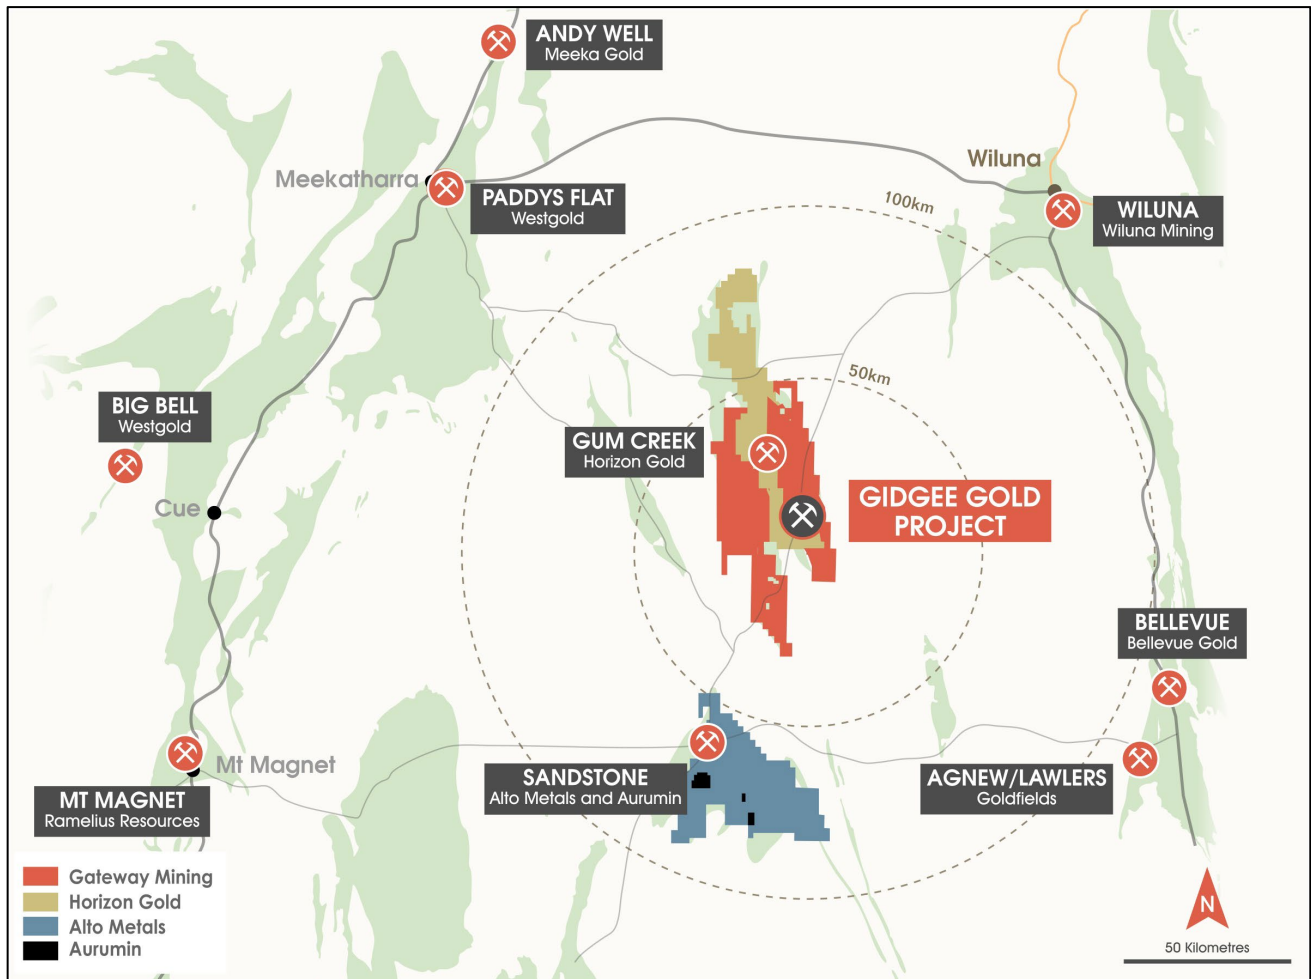 ANDY WELL
Meeka Gold
Meekatharra
PADDYS FLAT
Westgold
Wiluna
WILUNA
Wiluna Mining
100km
50km
BIG BELL
Westgold
GUM CREEK
Horizon Gold
Cue
GIDGEE GOLD
PROJECT
BELLEVUE
Bellevue Gold
Mt Magnet
MT MAGNET
Ramelius Resources
SANDSTONE
Alto Metals and Aurumin
AGNEW/LAWLERS
Goldfields
Gateway Mining
Horizon Gold
Alto Metals
Aurumin
N
50 Kilometres